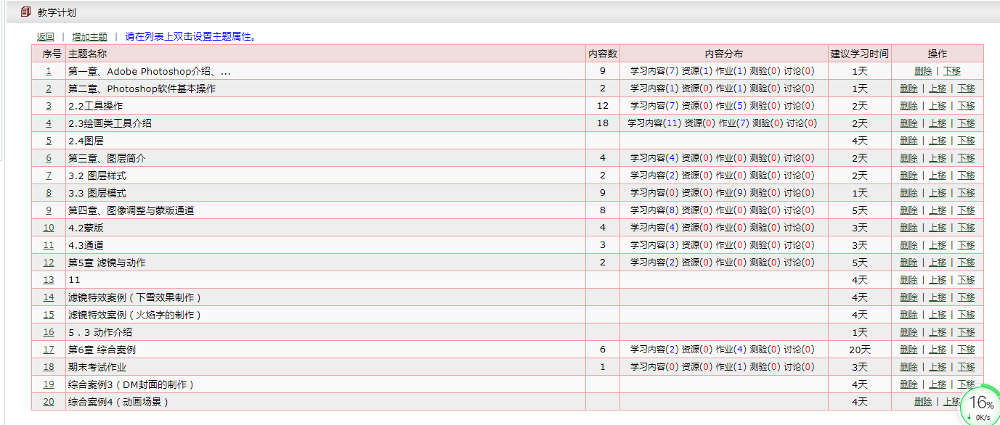 教学计划
返回 | 增加主题 | 请在列表上双击设置主题属性。
序号 主题名称 内容数 内容分布 建议学习时间 操作
1 第一章、Adobe Photoshop介绍、... 9 学习内容(7) 资源(1) 作业(1) 测验(0) 讨论(0) 1天 删除 | 下移
2 第二章、Photoshop软件基本操作 2 学习内容(1) 资源(0) 作业(1) 测验(0) 讨论(0) 1天 删除 | 上移 | 下移
3 2.2工具操作 12 学习内容(7) 资源(0) 作业(5) 测验(0) 讨论(0) 2天 删除 | 上移 | 下移
4 2.3绘画类工具介绍 18 学习内容(11) 资源(0) 作业(7) 测验(0) 讨论(0) 2天 删除 | 上移 | 下移
5 2.4图层 4天 删除 | 上移 | 下移
6 第三章、图层简介 4 学习内容(4) 资源(0) 作业(0) 测验(0) 讨论(0) 2天 删除 | 上移 | 下移
7 3.2 图层样式 2 学习内容(2) 资源(0) 作业(0) 测验(0) 讨论(0) 2天 删除 | 上移 | 下移
8 3.3 图层模式 9 学习内容(0) 资源(0) 作业(9) 测验(0) 讨论(0) 1天 删除 | 上移 | 下移
9 第四章、图像调整与蒙版通道 8 学习内容(8) 资源(0) 作业(0) 测验(0) 讨论(0) 5天 删除 | 上移 | 下移
10 4.2蒙版 4 学习内容(4) 资源(0) 作业(0) 测验(0) 讨论(0) 3天 删除 | 上移 | 下移
11 4.3通道 3 学习内容(3) 资源(0) 作业(0) 测验(0) 讨论(0) 3天 删除 | 上移 | 下移
12 第5章 滤镜与动作 2 学习内容(2) 资源(0) 作业(0) 测验(0) 讨论(0) 5天 删除 | 上移 | 下移
13 11 4天 删除 | 上移 | 下移
14 滤镜特效案例（下雪效果制作） 4天 删除 | 上移 | 下移
15 滤镜特效案例（火焰字的制作） 4天 删除 | 上移 | 下移
16 5．3 动作介绍 1天 删除 | 上移 | 下移
17 第6章 综合案例 6 学习内容(2) 资源(0) 作业(4) 测验(0) 讨论(0) 20天 删除 | 上移 | 下移
18 期末考试作业 1 学习内容(0) 资源(0) 作业(1) 测验(0) 讨论(0) 3天 删除 | 上移 | 下移
19 综合案例3（DM封面的制作） 4天 删除 | 上移 | 下移
20 综合案例4（动画场景） 4天 删除 | 上移
16%
0K/s